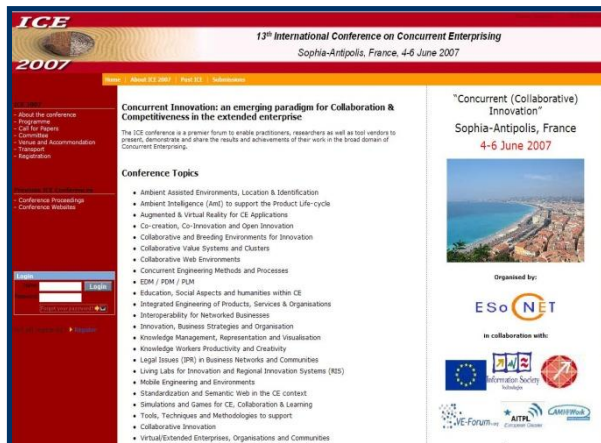 ICE
2007
13th International Conference on Concurrent Enterprising
Sophia-Antipolis, France, 4-6 June 2007
Home | About ICE 2007 | Past ICE | Submissions
ICE 2007
- About the conference
- Programme
- Call for Papers
- Committee
- Venue and Accommodation
- Transport
- Registration
- Conference Proceedings
- Conference Websites
Login
Login
Forgot your password?
Register
Concurrent Innovation: an emerging paradigm for Collaboration &
Competitiveness in the extended enterprise
The ICE conference is a premier forum to enable practitioners, researchers as well as tool vendors to
present, demonstrate and share the results and achievements of their work in the broad domain of
Concurrent Enterprising.
Conference Topics
Ambient Assisted Environments, Location & Identification
Ambient Intelligence (AmI) to support the Product Life-cycle
Augmented & Virtual Reality for CE Applications
Co-creation, Co-Innovation and Open Innovation
Collaborative and Breeding Environments for Innovation
Collaborative Value Systems and Clusters
Collaborative Web Environments
Concurrent Engineering Methods and Processes
EDM / PDM / PLM
Education, Social Aspects and humanities within CE
Integrated Engineering of Products, Services & Organisations
Interoperability for Networked Businesses
Innovation, Business Strategies and Organisation
Knowledge Management, Representation and Visualisation
Knowledge Workers Productivity and Creativity
Legal Issues (IPR) in Business Networks and Communities
Living Labs for Innovation and Regional Innovation Systems (RIS)
Mobile Engineering and Environments
Standardization and Semantic Web in the CE context
Simulations and Games for CE, Collaboration & Learning
Tools, Techniques and Methodologies to support
Collaborative Innovation
Virtual/Extended Enterprises, Organisations and Communities
"Concurrent (Collaborative)
Innovation"
Sophia-Antipolis, France
4-6 June 2007
Organised by:
ESoCENET
in collaboration with:
Information Society
Technologies
VE-Forum.org
AITPL
European Cluster
CAMIHWork